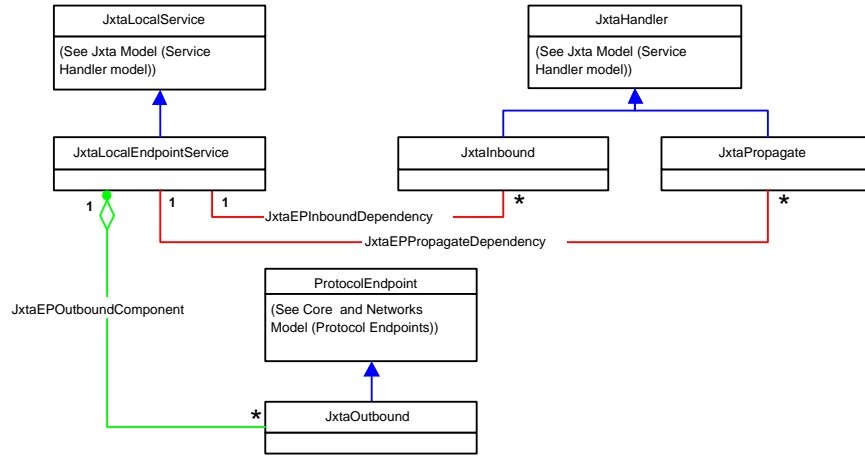 JxtaLocalService
(See Jxta Model (Service
Handler model))
JxtaHandler
(See Jxta Model (Service
Handler model))
JxtaLocalEndpointService
JxtaInbound
JxtaPropagate
1
1
1
*
*
JxtaEPInboundDependency
JxtaEPPropagateDependency
ProtocolEndpoint
(See Core and Networks
Model (Protocol Endpoints))
JxtaEPOutboundComponent
*
JxtaOutbound